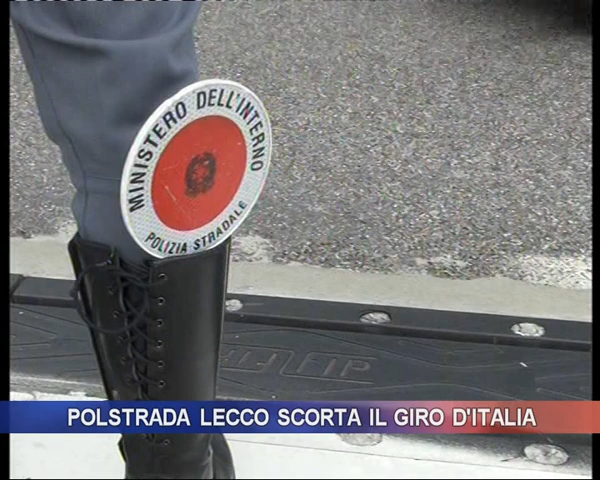 MINISTERO DELL'INTERNO
POLIZIA STRADALE
POLSTRADA LECCO SCORTA IL GIRO D'ITALIA